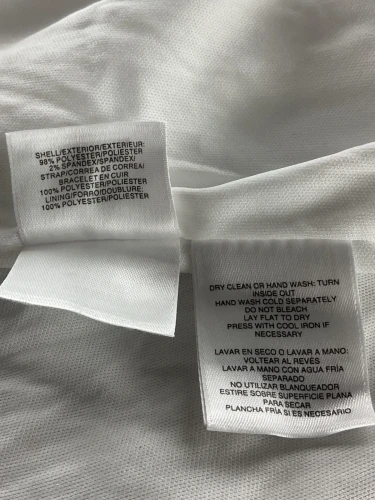 SHELL/EXTERIOR/EXTERIEUR:
98% POLYESTER/POLIESTER
2% SPANDEX/SPANDEX/
STRAP/CORREA DE CORREA/
BRACELET EN CUIR
100% POLYESTER/POLIESTER
LINING/FORRO/DOUBLURE:
100% POLYESTER/POLIESTER
DRY CLEAN OR HAND WASH: TURN
INSIDE OUT
HAND WASH COLD SEPARATELY
DO NOT BLEACH
LAY FLAT TO DRY
PRESS WITH COOL IRON IF
NECESSARY
LAVAR EN SECO O LAVAR A MANO:
VOLTEAR AL REVÉS
LAVAR A MANO CON AGUA FRÍA
SEPARADO
NO UTILIZAR BLANQUEADOR
ESTIRE SOBRE SUPERFICIE PLANA
PARA SECAR
PLANCHA FRÍA SI ES NECESARIO